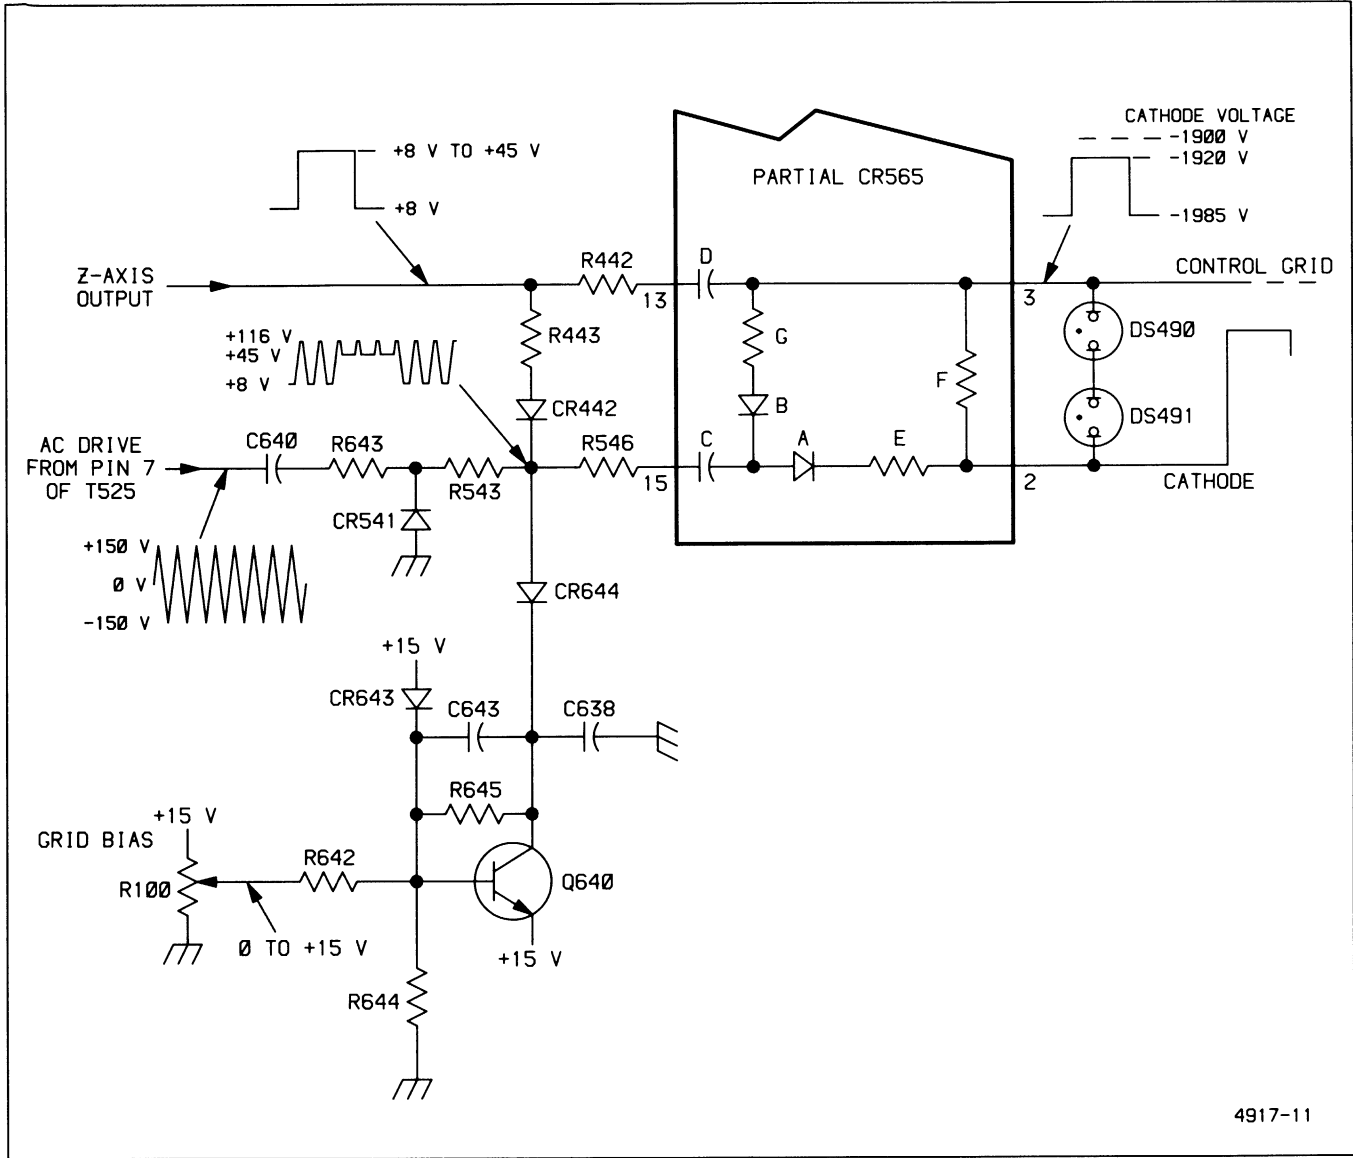 CATHODE VOLTAGE
-1900 V
-1920 V
-1985 V
+8 V TO +45 V
+8 V
PARTIAL CR565
Z-AXIS
OUTPUT
R442
13
D
3
CONTROL GRID
R443
G
F
DS490
+116 V
+45 V
+8 V
CR442
B
DS491
AC DRIVE
FROM PIN 7
OF T525
C640
R643
R543
R546
15
C
A
E
2
CATHODE
CR541
+150 V
0 V
-150 V
CR644
+15 V
CR643
C643
C638
R645
+15 V
GRID BIAS
R100
R642
Q640
0 TO +15 V
+15 V
R644
4917-11